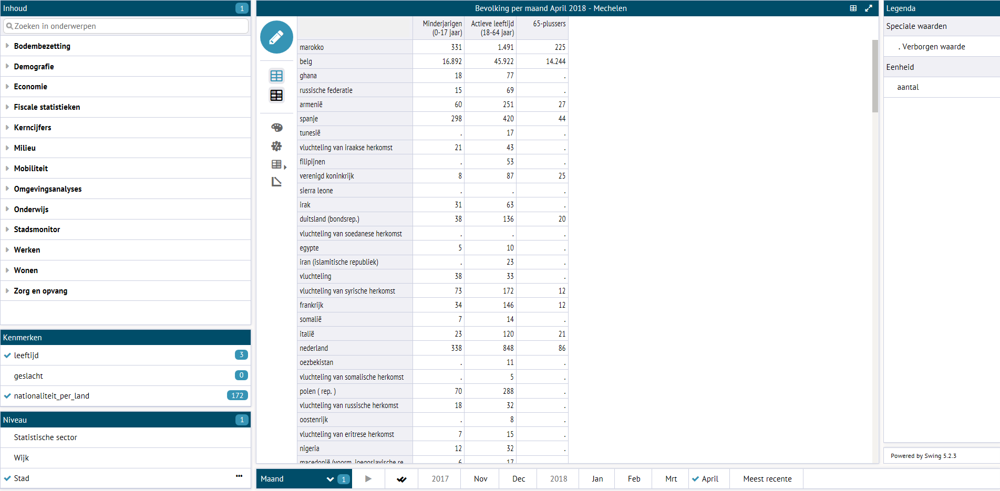 Inhoud 1
Zoeken in onderwerpen
Bodembezetting
Demografie
Economie
Fiscale statistieken
Kerncijfers
Milieu
Mobiliteit
Omgevingsanalyses
Onderwijs
Stadsmonitor
Werken
Wonen
Zorg en opvang
Kenmerken
leeftijd 3
geslacht 0
nationaliteit_per_land 172
Niveau 1
Statistische sector
Wijk
Stad •••
Bevolking per maand April 2018 - Mechelen
Minderjarigen Actieve leeftijd 65-plussers
(0-17 jaar) (18-64 jaar)
marokko 331 1.491 225
belg 16.892 45.922 14.244
ghana 18 77 .
russische federatie 15 69 .
armenië 60 251 27
spanje 298 420 44
tunesië . 17 .
vluchteling van iraakse herkomst 21 43 .
filipijnen . 53 .
verenigd koninkrijk 8 87 25
sierra leone . . .
irak 31 63 .
duitsland (bondsrep.) 38 136 20
vluchteling van soedanese herkomst . . .
egypte 5 10 .
iran (islamitische republiek) . 23 .
vluchteling 38 33 .
vluchteling van syrische herkomst 73 172 12
frankrijk 34 146 12
somalië 7 14 .
italië 23 120 21
nederland 338 848 86
oezbekistan . 11 .
vluchteling van somalische herkomst . 5 .
polen ( rep. ) 70 288 .
vluchteling van russische herkomst 18 32 .
oostenrijk . 8 .
vluchteling van eritrese herkomst 7 15 .
nigeria 12 32 .
macedonië (voorm. joegoslavische re 6 17
Maand 1 2017 Nov Dec 2018 Jan Feb Mrt April Meest recente
Legenda
Speciale waarden
. Verborgen waarde
Eenheid
aantal
Powered by Swing 5.2.3